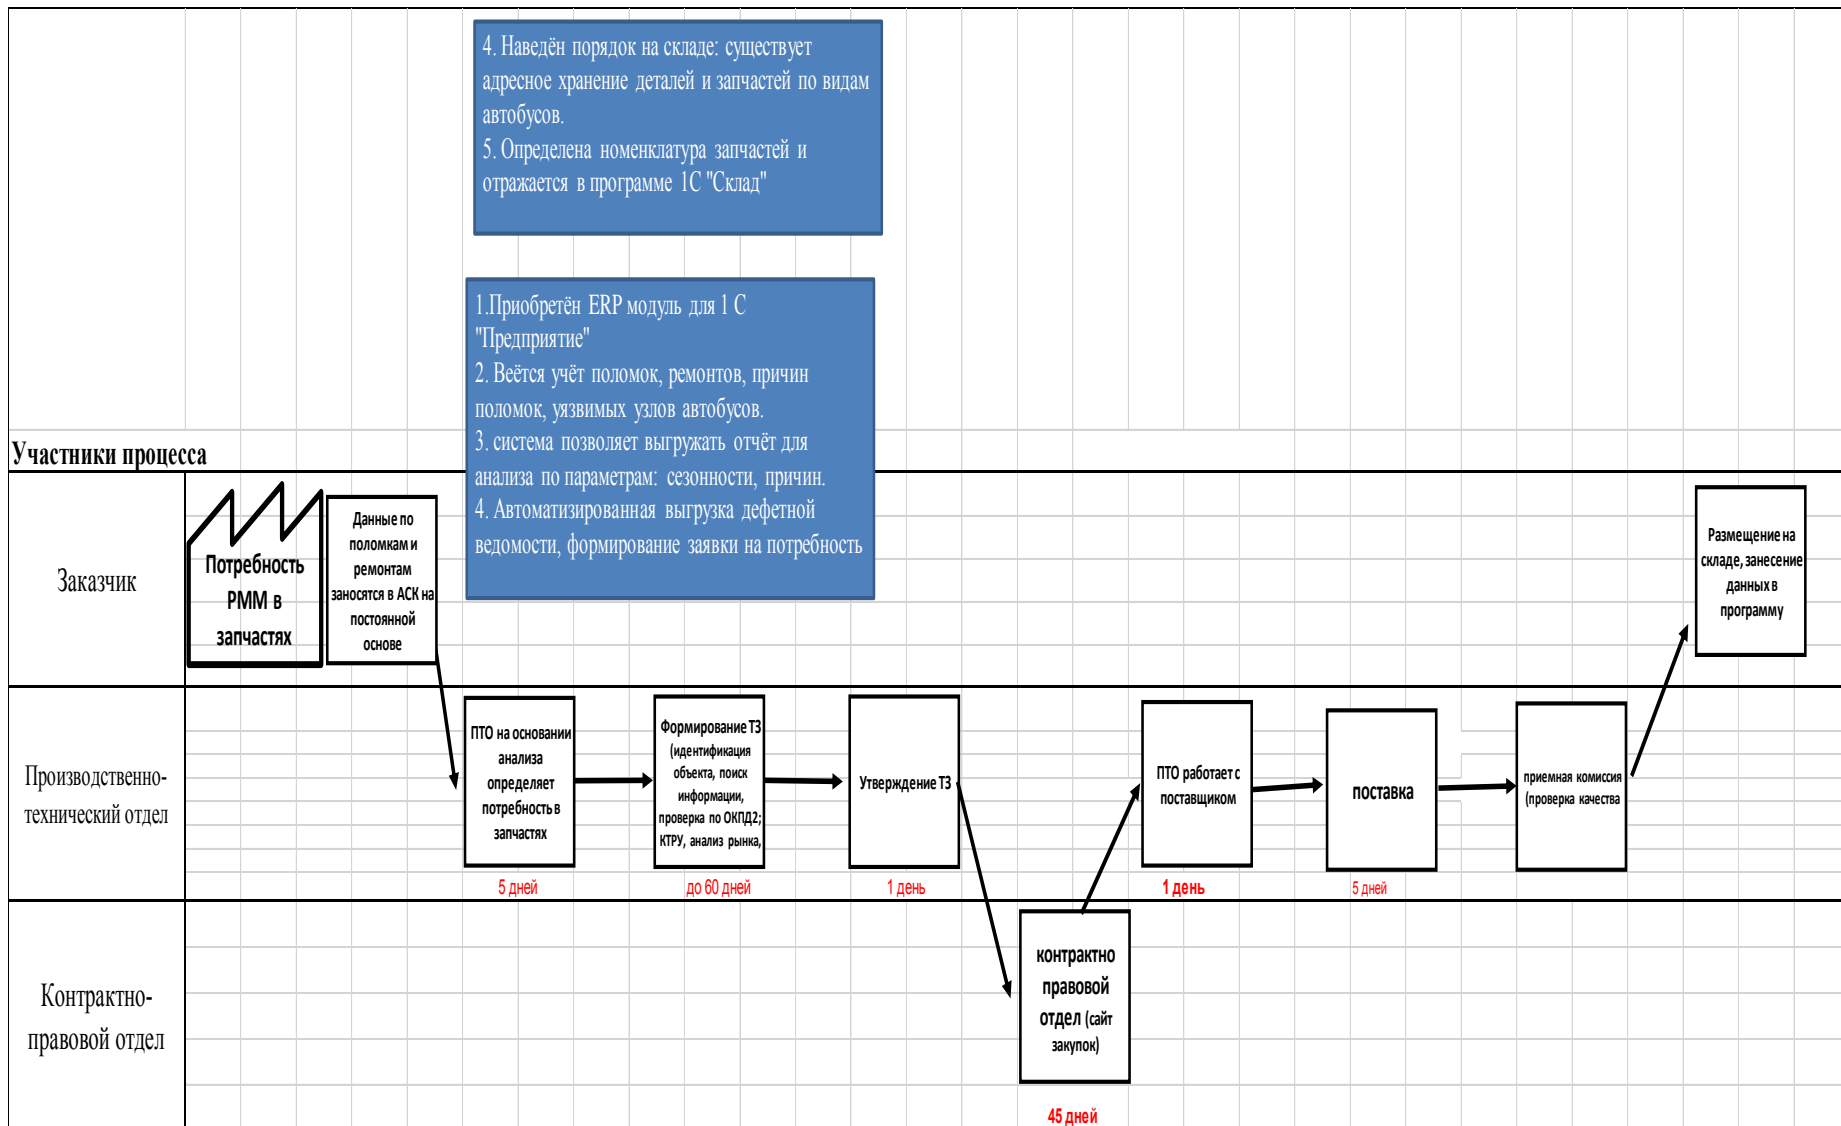 4. Наведён порядок на складе: существует
адресное хранение деталей и запчастей по видам
автобусов.
5. Определена номенклатура запчастей и
отражается в программе 1С "Склад"
1.Приобретён ERP модуль для 1 С
"Предприятие"
2. Веётся учёт поломок, ремонтов, причин
поломок, уязвимых узлов автобусов.
3. система позволяет выгружать отчёт для
анализа по параметрам: сезонности, причин.
4. Автоматизированная выгрузка дефетной
ведомости, формирование заявки на потребность
Участники процесса
Заказчик
Потребность
РММ в
запчастях
Данные по
поломкам и
ремонтам
заносятся в АСК на
постоянной
основе
Размещение на
складе, занесение
данных в
программу
Производственно-
технический отдел
ПТО на основании
анализа
определяет
потребность в
запчастях
5 дней
Формирование ТЗ
(идентификация
объекта, поиск
информации,
проверка по ОКПД2;
КТРУ, анализ рынка,
до 60 дней
Утверждение ТЗ
1 день
ПТО работает с
поставщиком
1 день
поставка
5 дней
приемная комиссия
(проверка качества
Контрактно-
правовой отдел
контрактно
правовой
отдел (сайт
закупок)
45 дней